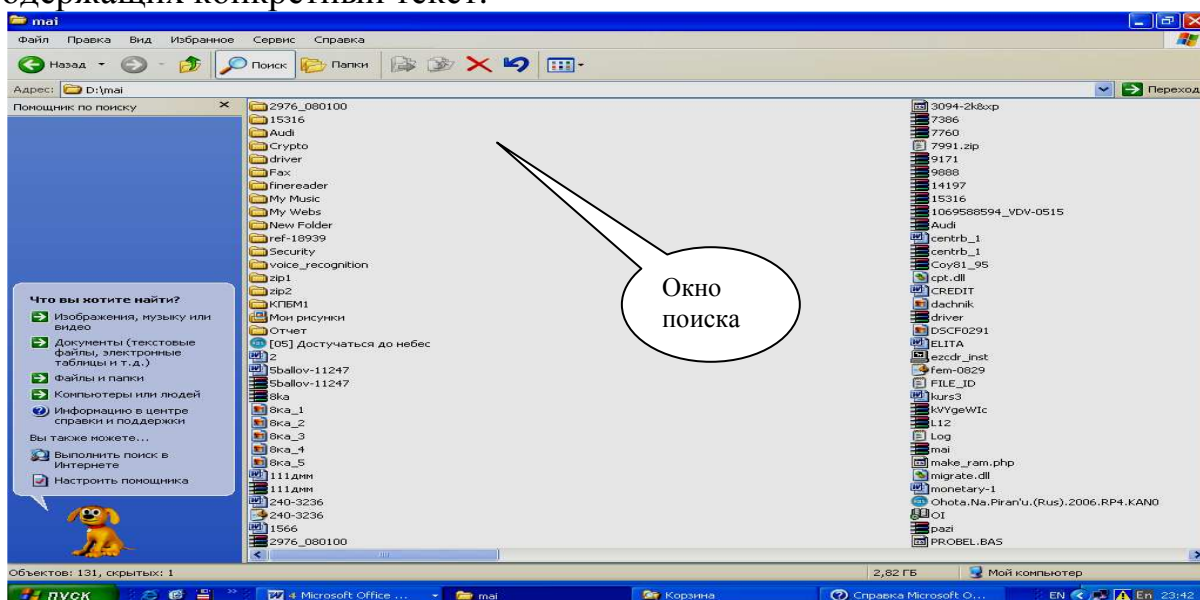 одержащих конкретный текст.
mai
Файл Правка Вид Избранное Сервис Справка
Назад Поиск Папки
Адрес: D:\mai Переход
Помощник по поиску
Что вы хотите найти?
Изображения, музыку или
видео
Документы (текстовые
файлы, электронные
таблицы и т.д.)
Файлы и папки
Компьютеры или людей
Информацию в центре
справки и поддержки
Вы также можете...
Выполнить поиск в
Интернете
Настроить помощника
2976_080100
15316
Audi
Crypto
driver
Fax
finereader
My Music
My Webs
New Folder
ref-18939
Security
voice_recognition
zip1
zip2
КПБМ1
Мои рисунки
Отчет
[05] Достучаться до небес
2
5ballov-11247
5ballov-11247
8ka
8ка_1
8ка_2
8ка_3
8ка_4
8ка_5
111дмм
111дмм
240-3236
240-3236
1566
2976_080100
Окно
поиска
3094-2k&xp
7386
7760
7991.zip
9171
9888
14197
15316
1069588594_VDV-0515
Audi
centrb_1
centrb_1
Coy81_95
cpt.dll
CREDIT
dachnik
driver
DSCF0291
ELITA
ezcdr_inst
fem-0829
FILE_ID
kurs3
kVYgeWIc
L12
Log
mai
make_ram.php
migrate.dll
monetary-1
Ohota.Na.Piran'u.(Rus).2006.RP4.KAN0
OI
pazi
PROBEL.BAS
Объектов: 131, скрытых: 1 2,82 ГБ Мой компьютер
пуск 4 Microsoft Office ... mai Корзина Справка Microsoft O... EN En 23:42